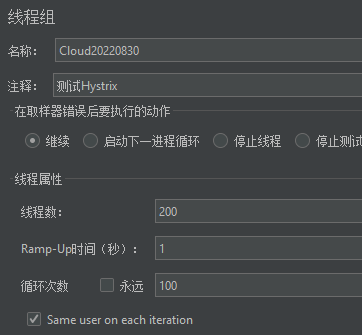 线程组
名称： Cloud20220830
注释： 测试Hystrix
在取样器错误后要执行的动作
继续 启动下一进程循环 停止线程 停止测试
线程属性
线程数： 200
Ramp-Up时间（秒）： 1
循环次数 永远 100
Same user on each iteration